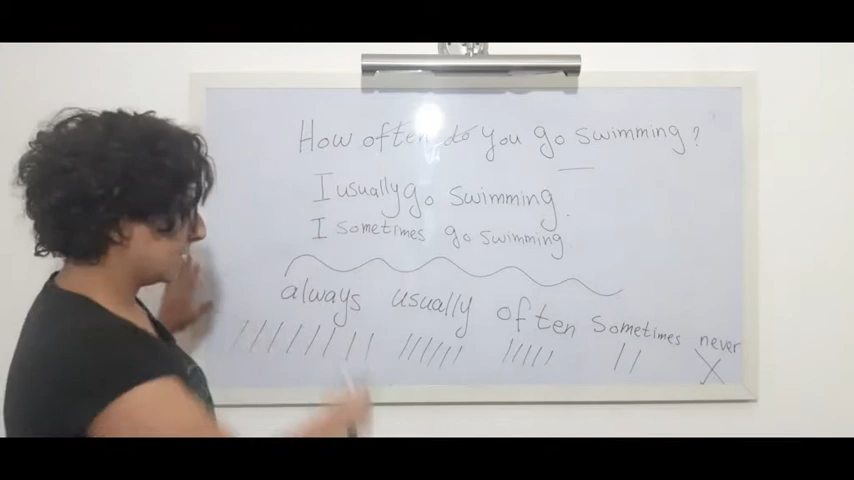 How often do you go swimming?
I usually go swimming.
I sometimes go swimming
always usually often sometimes never